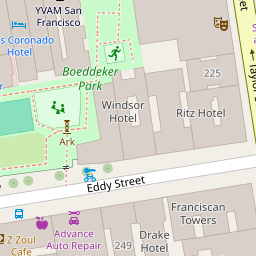 YVAM San
Francisco
s Coronado
Hotel
Boeddeker
Park
225
Windsor
Hotel
Ritz Hotel
Ark
Eddy Street
Franciscan
Towers
Advance
Auto Repair
Z Zoul
Cafe
249
Drake
Hotel